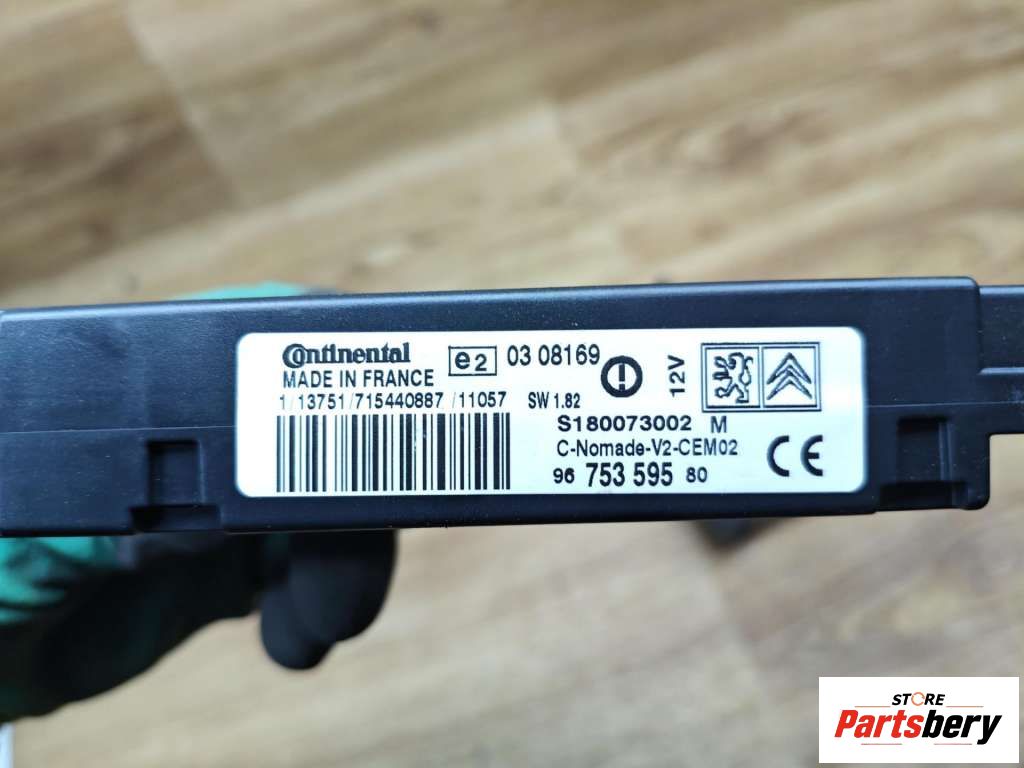 Continental
MADE IN FRANCE
e2 03 08169
12V
1/13751/715440887 /11057 SW 1.82
S180073002 M
C-Nomade-V2-CEM02
96 753 595 80
CE
STORE
Partsbery